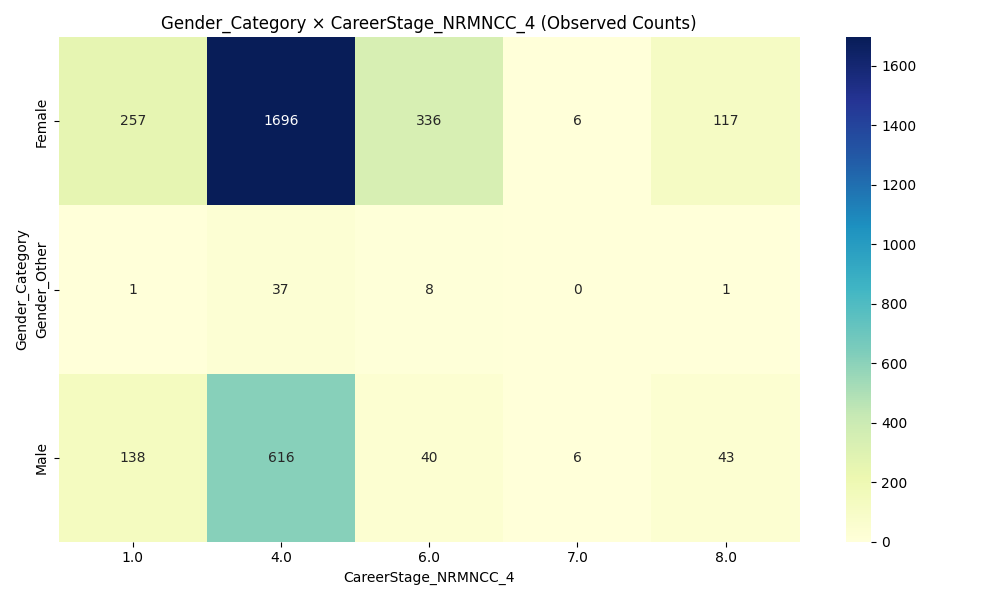 Gender_Category × CareerStage_NRMNCC_4 (Observed Counts)
Female
257 1696 336 6 117
Gender_Category
Gender_Other
1 37 8 0 1
Male
138 616 40 6 43
1.0 4.0 6.0 7.0 8.0
CareerStage_NRMNCC_4
1600
1400
1200
1000
800
600
400
200
0